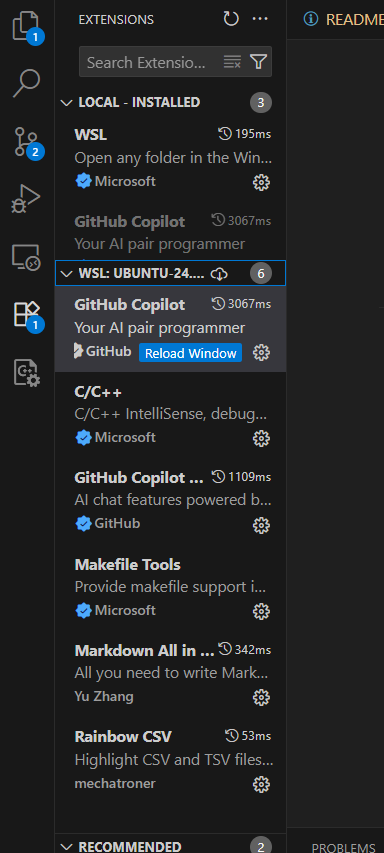 EXTENSIONS
README
1
Search Extensio...
LOCAL - INSTALLED 3
WSL 195ms
Open any folder in the Win...
Microsoft
2
GitHub Copilot 3067ms
Your AI pair programmer
WSL: UBUNTU-24.... 6
GitHub Copilot 3067ms
1
Your AI pair programmer
GitHub Reload Window
C/C++
C/C++ IntelliSense, debug...
Microsoft
GitHub Copilot ... 1109ms
AI chat features powered b...
GitHub
Makefile Tools
Provide makefile support i...
Microsoft
Markdown All in ... 342ms
All you need to write Mark...
Yu Zhang
Rainbow CSV 53ms
Highlight CSV and TSV files...
mechatroner
RECOMMENDED 2
PROBLEMS